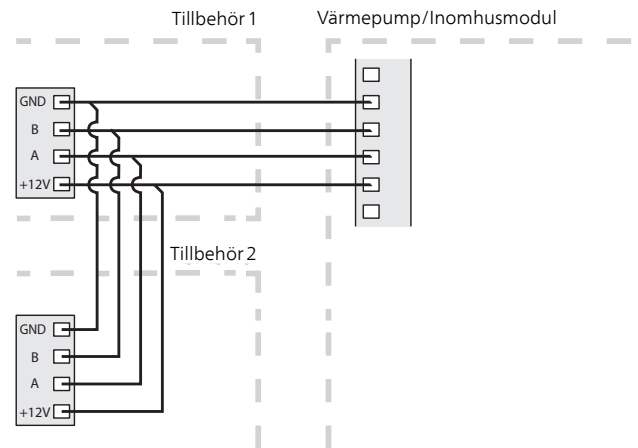 Tillbehör 1
Värmepump/Inomhusmodul
GND
B
A
+12V
Tillbehör 2
GND
B
A
+12V